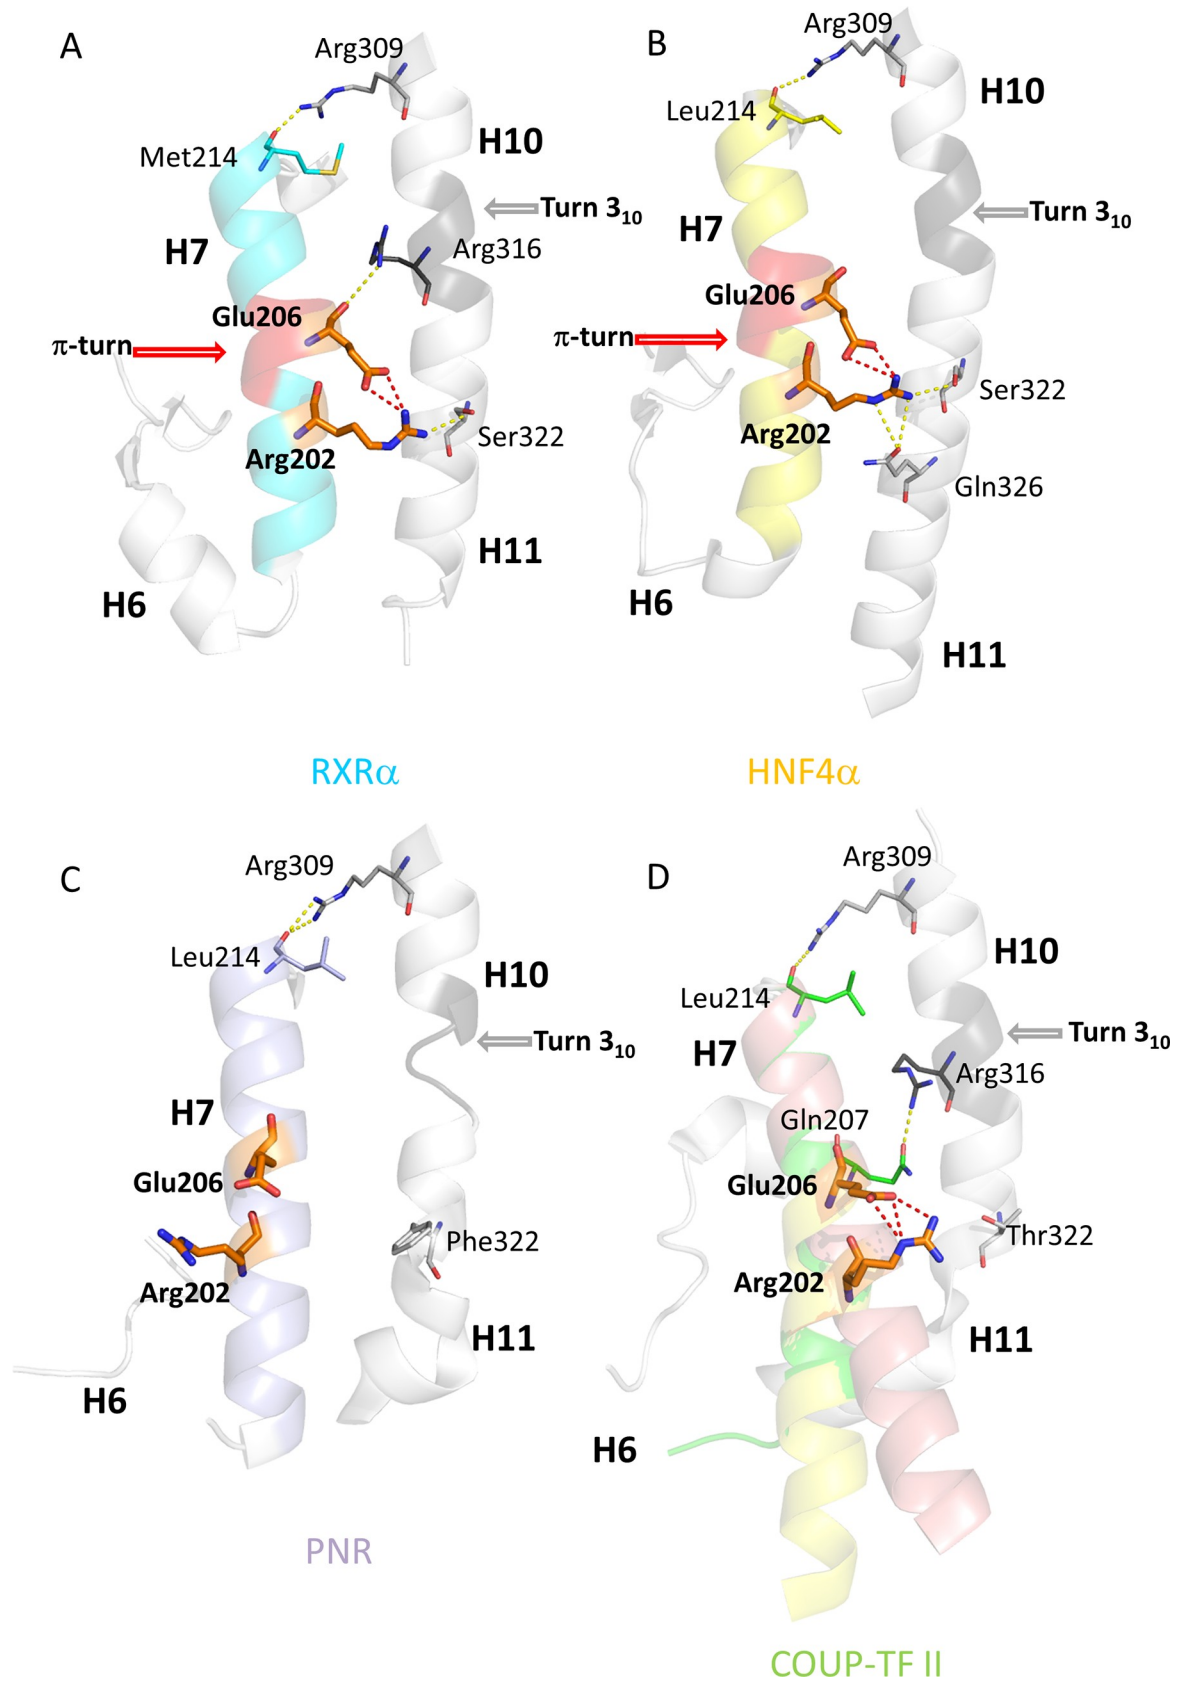 A
Arg309
H10
Met214
Turn 3₁₀
H7
Arg316
Glu206
π-turn
Ser322
Arg202
H11
H6
RXRα
B
Arg309
H10
Leu214
Turn 3₁₀
H7
Glu206
π-turn
Ser322
Arg202
Gln326
H6
H11
HNF4α
C
Arg309
Leu214
H10
Turn 3₁₀
H7
Glu206
Phe322
Arg202
H11
H6
PNR
D
Arg309
H10
Leu214
Turn 3₁₀
H7
Arg316
Gln207
Glu206
Thr322
Arg202
H11
H6
COUP-TF II